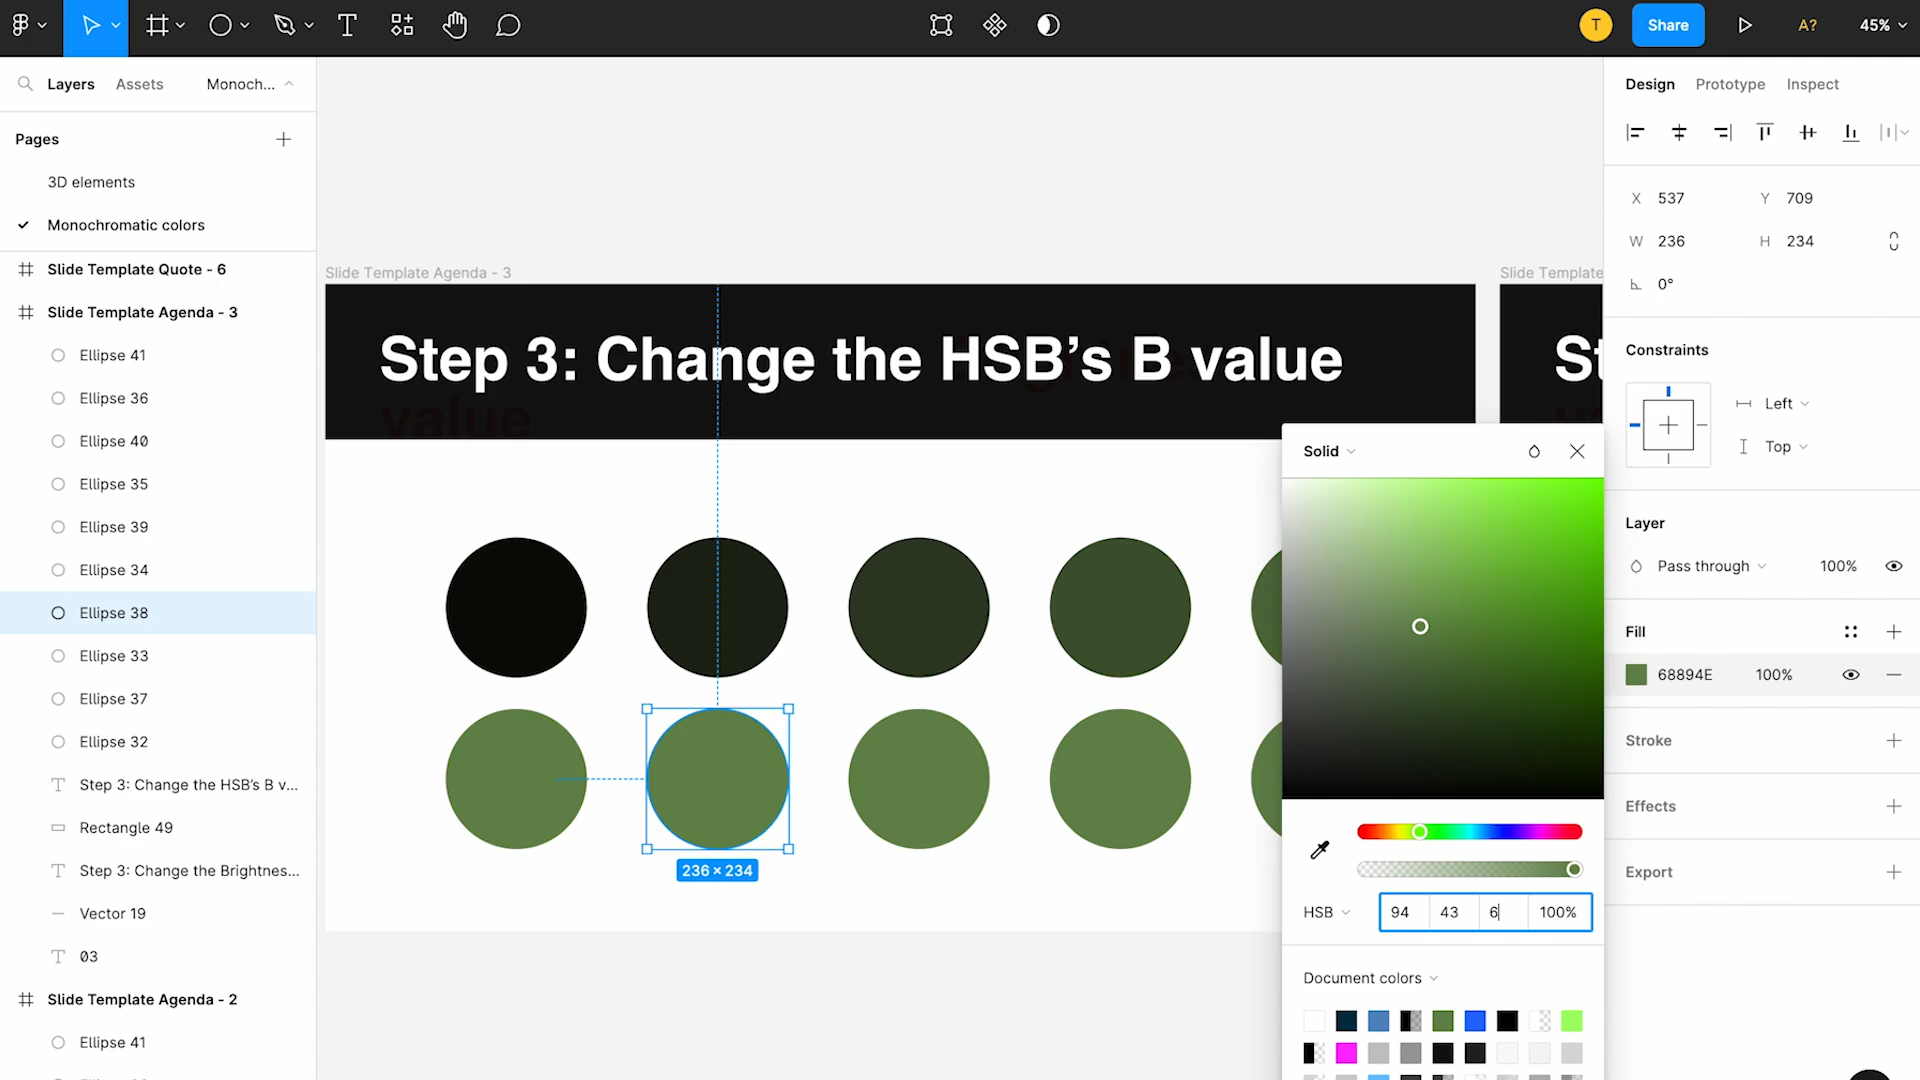 T
Share
A?
45%
Layers
Assets
Monoch...
Pages
3D elements
Monochromatic colors
Slide Template Quote - 6
Slide Template Agenda - 3
Ellipse 41
Ellipse 36
Ellipse 40
Ellipse 35
Ellipse 39
Ellipse 34
Ellipse 38
Ellipse 33
Ellipse 37
Ellipse 32
Step 3: Change the HSB’s B v...
Rectangle 49
Step 3: Change the Brightnes...
Vector 19
03
Slide Template Agenda - 2
Ellipse 41
Slide Template Agenda - 3
Step 3: Change the HSB’s B value
value
236 × 234
Slide Template
St
Solid
HSB
94
43
6
100%
Document colors
Design
Prototype
Inspect
X 537
Y 709
W 236
H 234
0°
Constraints
Left
Top
Layer
Pass through
100%
Fill
68894E
100%
Stroke
Effects
Export